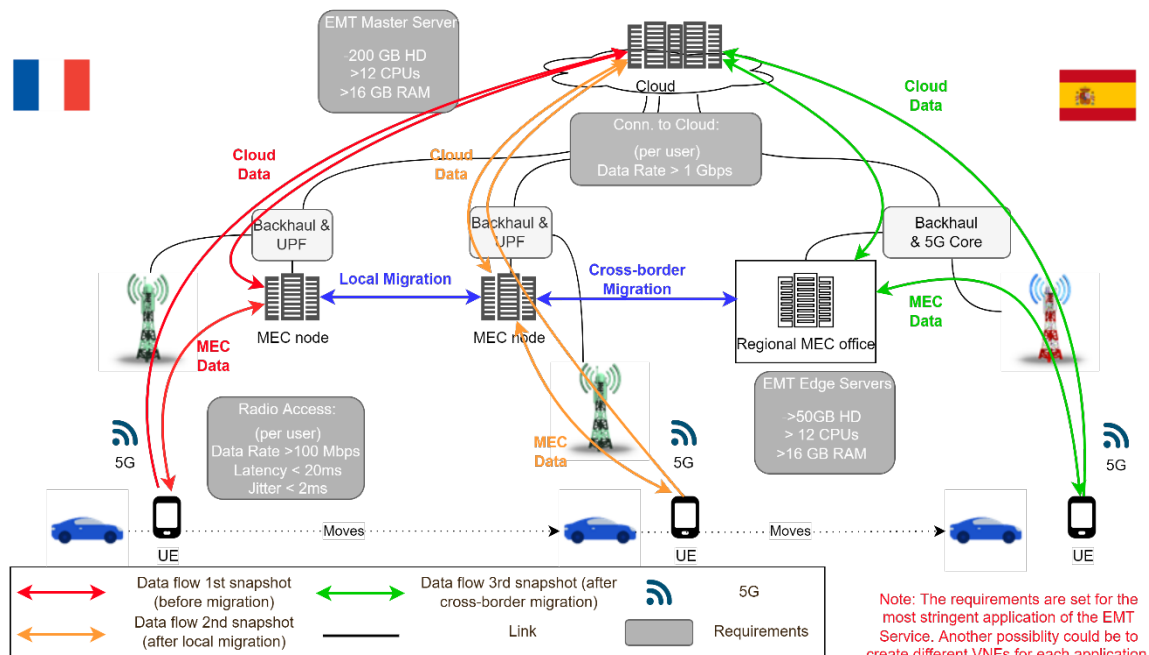 EMT Master Server
-200 GB HD
>12 CPUs
>16 GB RAM
Cloud
Cloud
Data
Conn. to Cloud:
(per user)
Data Rate > 1 Gbps
Cloud
Data
Cloud
Data
Backhaul &
UPF
Backhaul &
UPF
Backhaul
& 5G Core
Local Migration
Cross-border
Migration
MEC
Data
MEC node
MEC node
Regional MEC office
MEC
Data
EMT Edge Servers
>50GB HD
> 12 CPUs
>16 GB RAM
Radio Access:
(per user)
Data Rate >100 Mbps
Latency < 20ms
Jitter < 2ms
MEC
Data
5G
5G
5G
Moves
Moves
UE
UE
UE
Data flow 1st snapshot
(before migration)
Data flow 3rd snapshot (after
cross-border migration)
5G
Data flow 2nd snapshot
(after local migration)
Link
Requirements
Note: The requirements are set for the
most stringent application of the EMT
Service. Another possiblity could be to
create different VNFs for each application